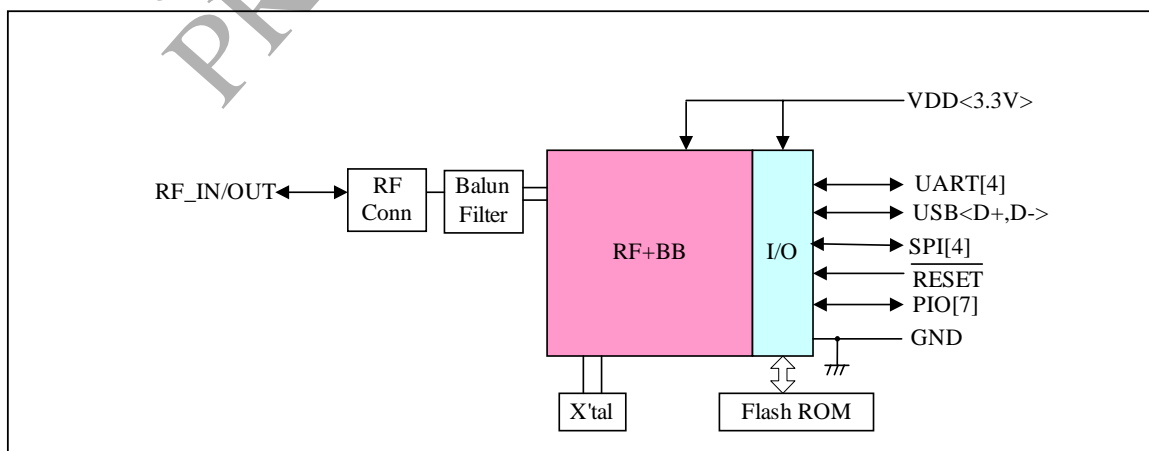 PR
VDD<3.3V>
RF_IN/OUT
RF
Conn
Balun
Filter
RF+BB
I/O
UART[4]
USB<D+,D->
SPI[4]
RESET
PIO[7]
GND
X'tal
Flash ROM